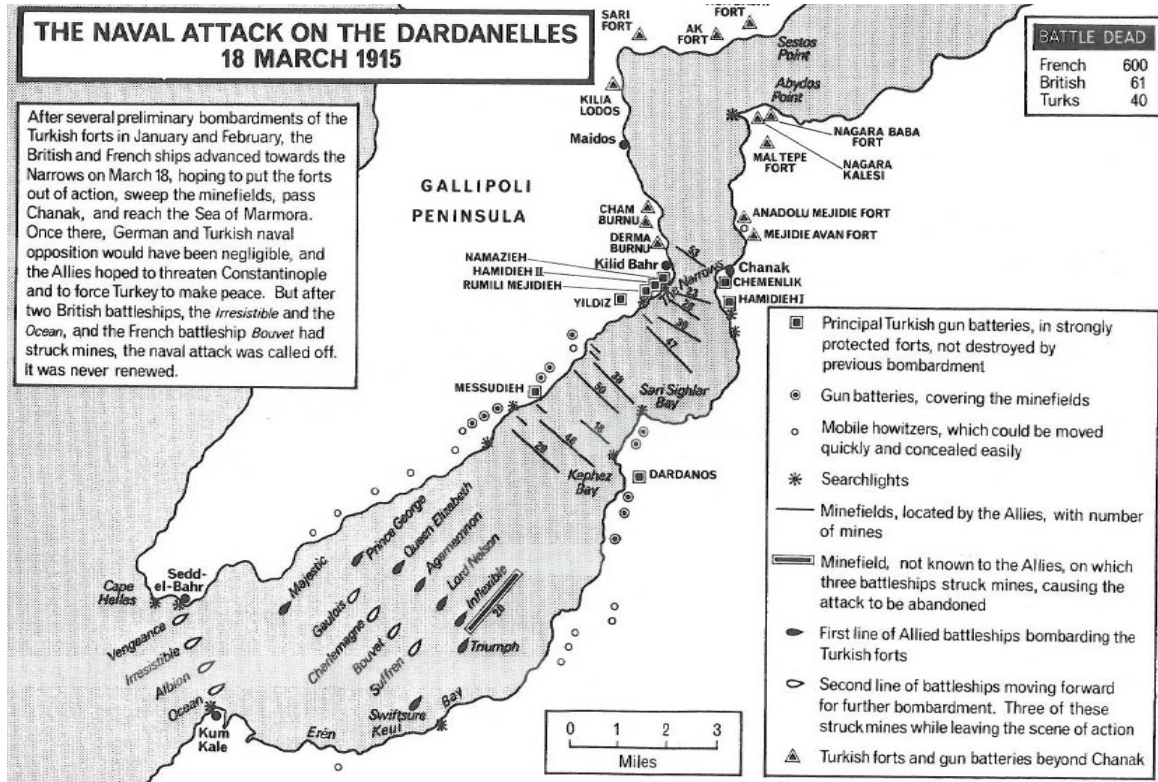 THE NAVAL ATTACK ON THE DARDANELLES
18 MARCH 1915
After several preliminary bombardments of the
Turkish forts in January and February, the
British and French ships advanced towards the
Narrows on March 18, hoping to put the forts
out of action, sweep the minefields, pass
Chanak, and reach the Sea of Marmora.
Once there, German and Turkish naval
opposition would have been negligible, and
the Allies hoped to threaten Constantinople
and to force Turkey to make peace. But after
two British battleships, the Irresistible and the
Ocean, and the French battleship Bouvet had
struck mines, the naval attack was called off.
It was never renewed.
BATTLE DEAD
French 600
British 61
Turks 40
SARI
FORT
AK
FORT
FORT
Sestos
Point
Abydos
Point
KILIA
LODOS
Maidos
NAGARA BABA
FORT
MAL TEPE
FORT
NAGARA
KALESI
GALLIPOLI
PENINSULA
CHAM
BURNU
DERMA
BURNU
ANADOLU MEJIDIE FORT
MEJIDIE AVAN FORT
NAMAZIEH
HAMIDIEH II
RUMILI MEJIDIEH
Kilid Bahr
The Narrows
Chanak
CHEMENLIK
HAMIDIEH I
YILDIZ
53
39
47
MESSUDIEH
38
50
Sari Sighlar
Bay
18
48
29
Kephez
Bay
DARDANOS
Cape
Helles
Sedd-
el-Bahr
Majestic
Prince George
Queen Elizabeth
Agamemnon
Lord Nelson
Inflexible
20
Triumph
Gaulois
Charlemagne
Bouvet
Suffren
Swiftsure
Vengeance
Irresistible
Albion
Ocean
Kum
Kale
Erén
Keui
Bay
0 1 2 3
Miles
Principal Turkish gun batteries, in strongly
protected forts, not destroyed by
previous bombardment
Gun batteries, covering the minefields
Mobile howitzers, which could be moved
quickly and concealed easily
Searchlights
Minefields, located by the Allies, with number
of mines
Minefield, not known to the Allies, on which
three battleships struck mines, causing the
attack to be abandoned
First line of Allied battleships bombarding the
Turkish forts
Second line of battleships moving forward
for further bombardment. Three of these
struck mines while leaving the scene of action
Turkish forts and gun batteries beyond Chanak